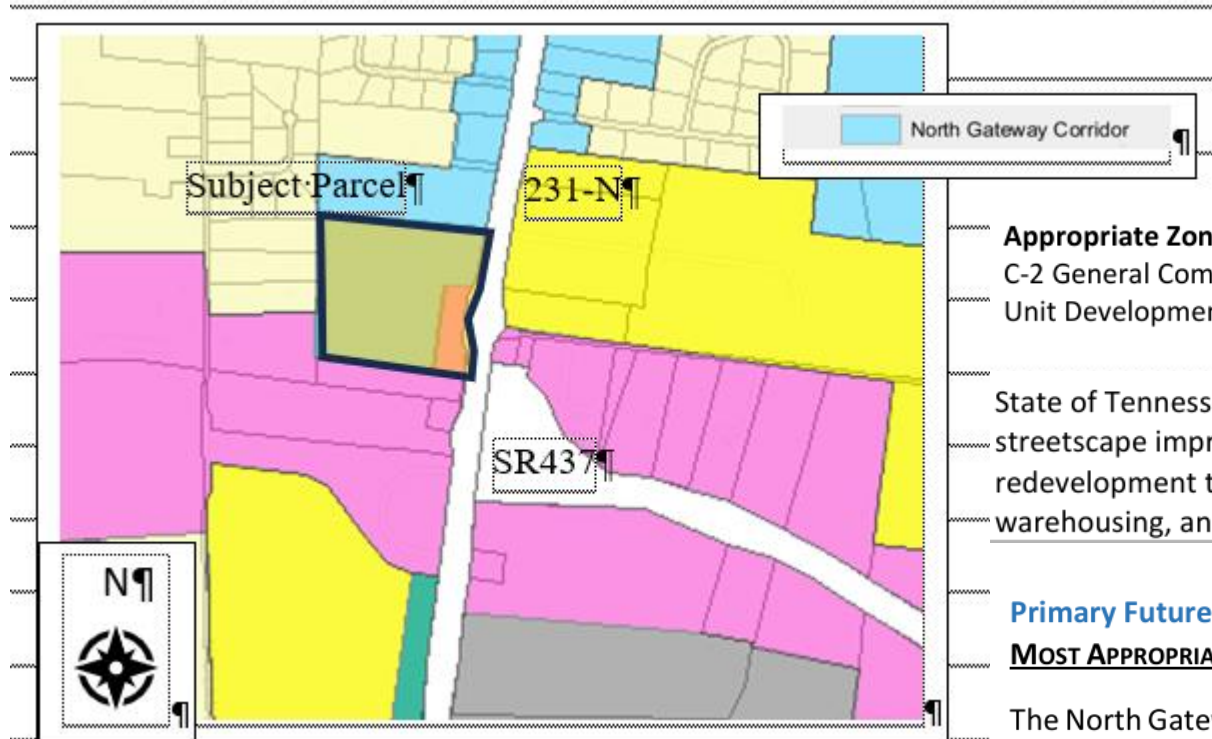 Subject·Parcel¶
231-N¶
SR437¶
N¶
¶
¶
North Gateway Corridor ¶
Appropriate Zon
C-2 General Com
Unit Developmer
State of Tenness
streetscape impr
redevelopment t
warehousing, an
Primary Future
MOST APPROPRIA
The North Gatew